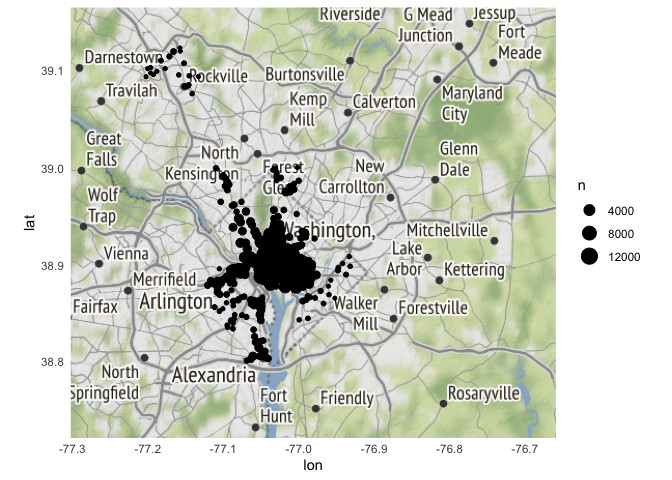 Riverside
G Mead
Junction
Jessup
Fort
Meade
Darnestown
Rockville
Burtonsville
Travilah
Kemp
Mill
Calverton
Maryland
City
Great
Falls
North
Kensington
Forest
Gle
New
Carrollton
Glenn
Dale
Wolf
Trap
Washington,
Mitchellville
Vienna
Lake
Arbor
Kettering
Merrifield
Arlington
Walker
Mill
Forestville
Fairfax
North
Springfield
Alexandria
Fort
Hunt
Friendly
Rosaryville
39.1
39.0
38.9
38.8
lat
-77.3
-77.2
-77.1
-77.0
-76.9
-76.8
-76.7
lon
n
4000
8000
12000